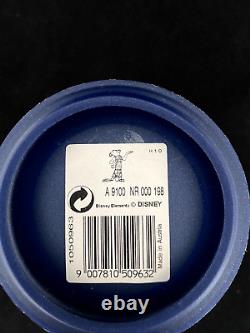 A 9100 NR 000 198
Disney Elements © DISNEY
1050963
Made in Austria
9 007810 509632